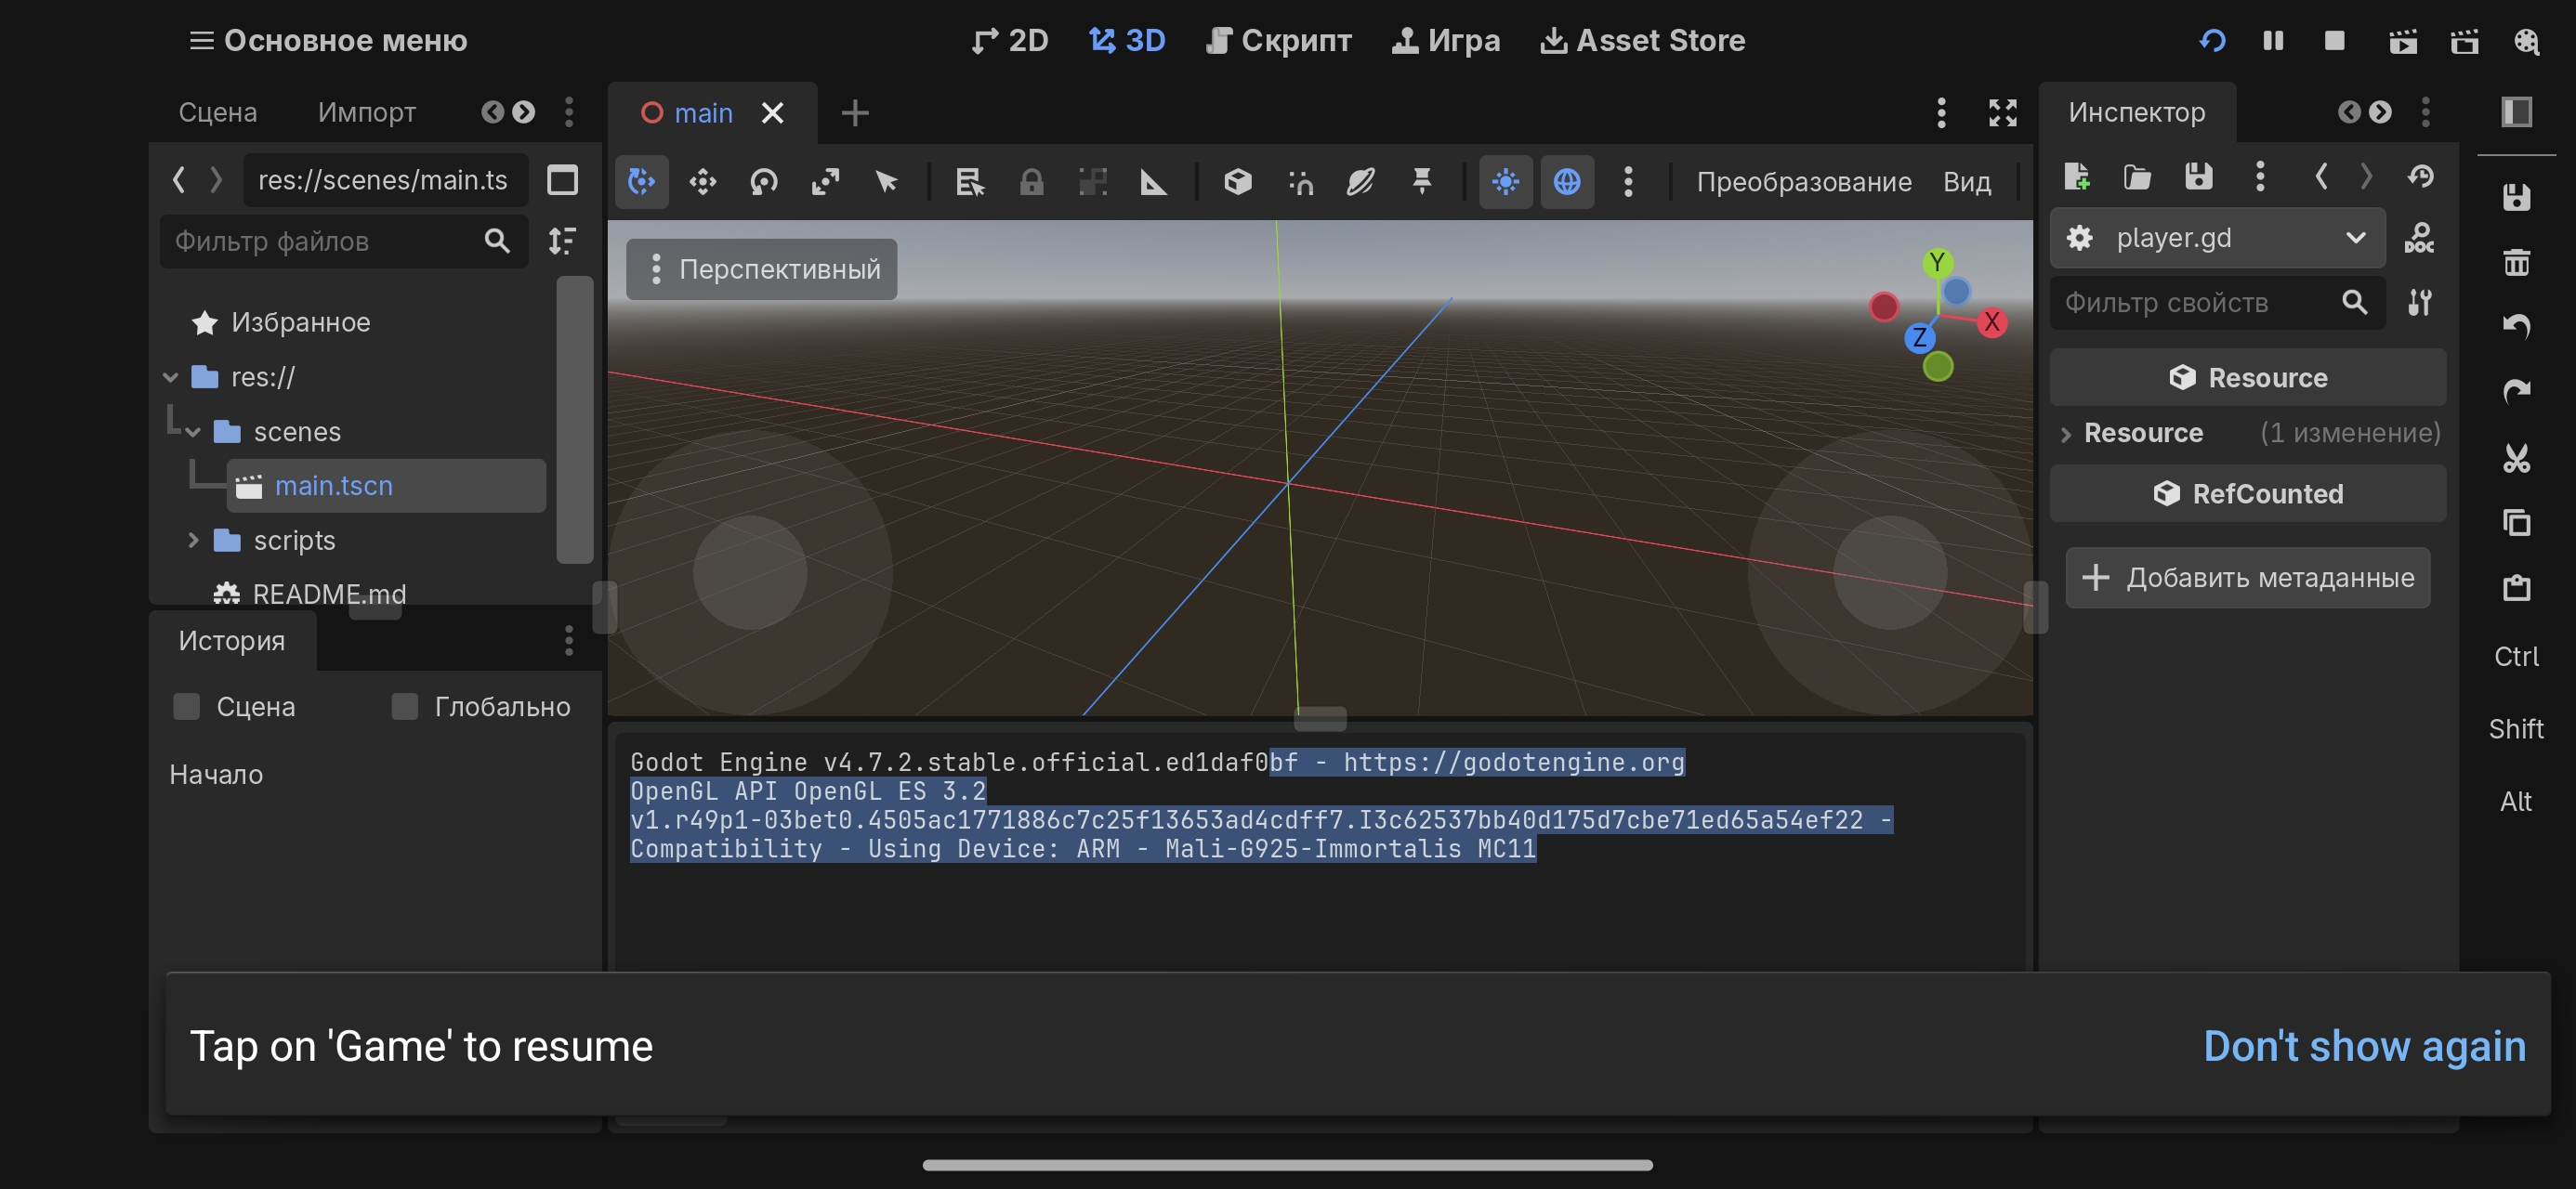 Основное меню
2D
3D
Скрипт
Игра
Asset Store
Сцена
Импорт
main
Инспектор
res://scenes/main.ts
Преобразование
Вид
Фильтр файлов
player.gd
DOC
Перспективный
Y
X
Z
Фильтр свойств
Избранное
res://
scenes
main.tscn
scripts
README.md
Resource
Resource (1 изменение)
RefCounted
Добавить метаданные
История
Сцена
Глобально
Начало
Ctrl
Shift
Alt
Godot Engine v4.7.2.stable.official.ed1daf0bf - https://godotengine.org
OpenGL API OpenGL ES 3.2
v1.r49p1-03bet0.4505ac1771886c7c25f13653ad4cdff7.I3c62537bb40d175d7cbe71ed65a54ef22 -
Compatibility - Using Device: ARM - Mali-G925-Immortalis MC11
Tap on 'Game' to resume
Don't show again